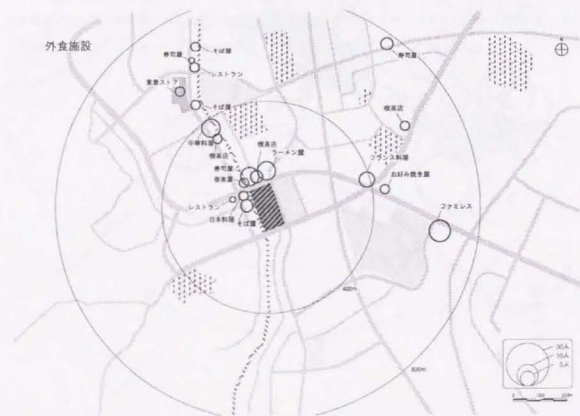 外食施設
そば屋
寿司屋
レストラン
東急ストア
そば屋
中華料理
喫茶店
寿司屋
喫茶店
ラーメン屋
レストラン
日本料理
そば屋
寿司屋
喫茶店
フランス料理
お好み焼き屋
ファミレス
400m
800m
N
30人
10人
5人
0 100 200m